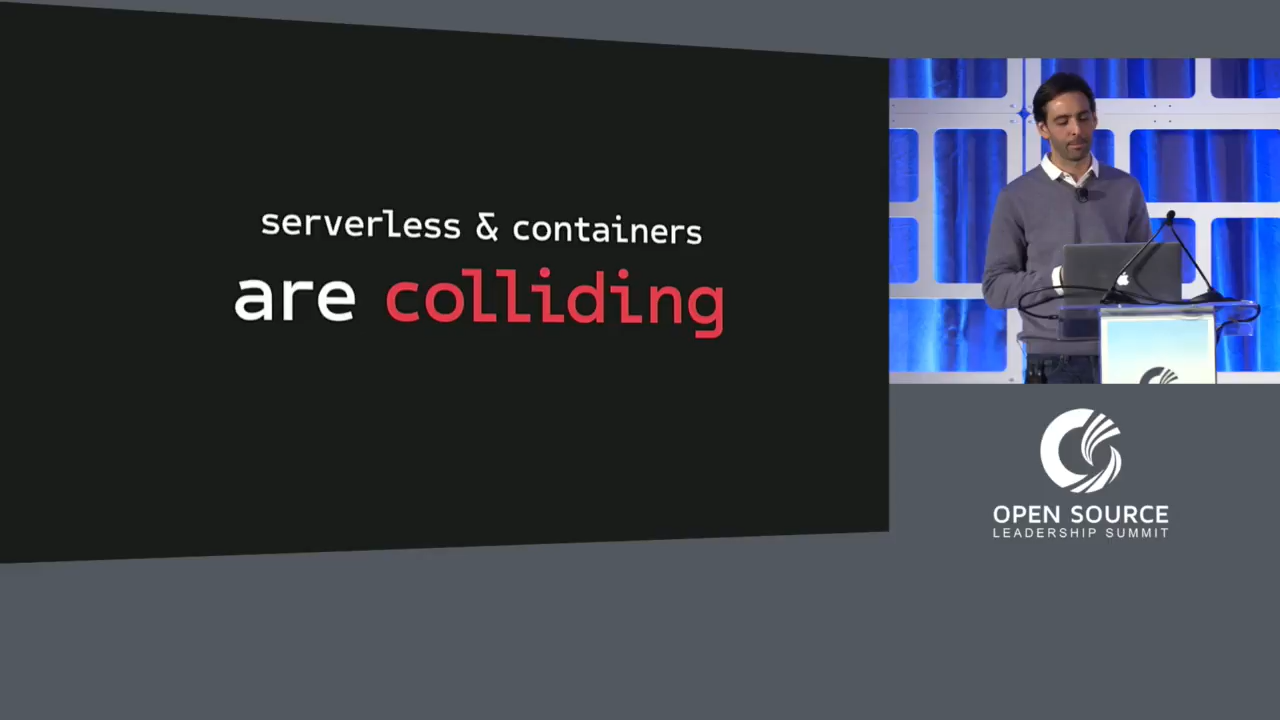 serverless & containers
are colliding
OPEN SOURCE
LEADERSHIP SUMMIT